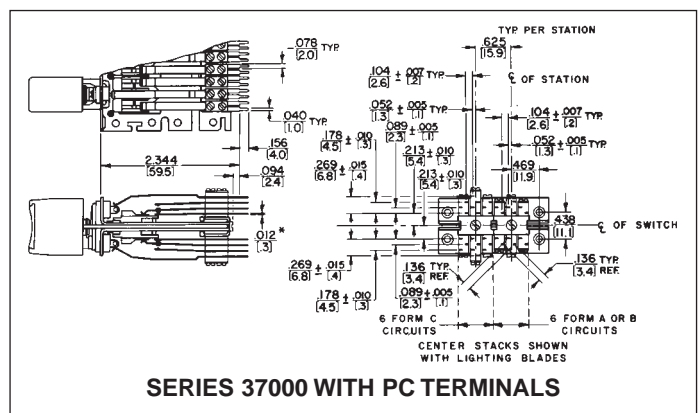 .078 TYP.
[2.0]
.040 TYP.
[1.0]
.156
[4.0]
2.344
[59.5]
.094
[2.4]
.012 *
[.3]
TYP. PER STATION
.625
[15.9]
.104 ± .007 TYP.
[2.6] [.2]
℄ OF STATION
.052 ± .005 TYP.
[1.3] [.1]
.104 ± .007 TYP.
[2.6] [.2]
.178 ± .010
[4.5] [.3]
.089 ± .005
[2.3] [.1]
.052 ± .005 TYP.
[1.3] [.1]
.269 ± .015
[6.8] [.4]
.213 ± .010
[5.4] [.3]
.213 ± .010
[5.4] [.3]
.469
[11.9]
.438
[11.1]
℄ OF SWITCH
.269 ± .015
[6.8] [.4]
.136 TYP.
[3.4] REF.
.136 TYP.
[3.4] REF.
.178 ± .010
[4.5] [.3]
.089 ± .005
[2.3] [.1]
6 FORM C
CIRCUITS
6 FORM A OR B
CIRCUITS
CENTER STACKS SHOWN
WITH LIGHTING BLADES
SERIES 37000 WITH PC TERMINALS